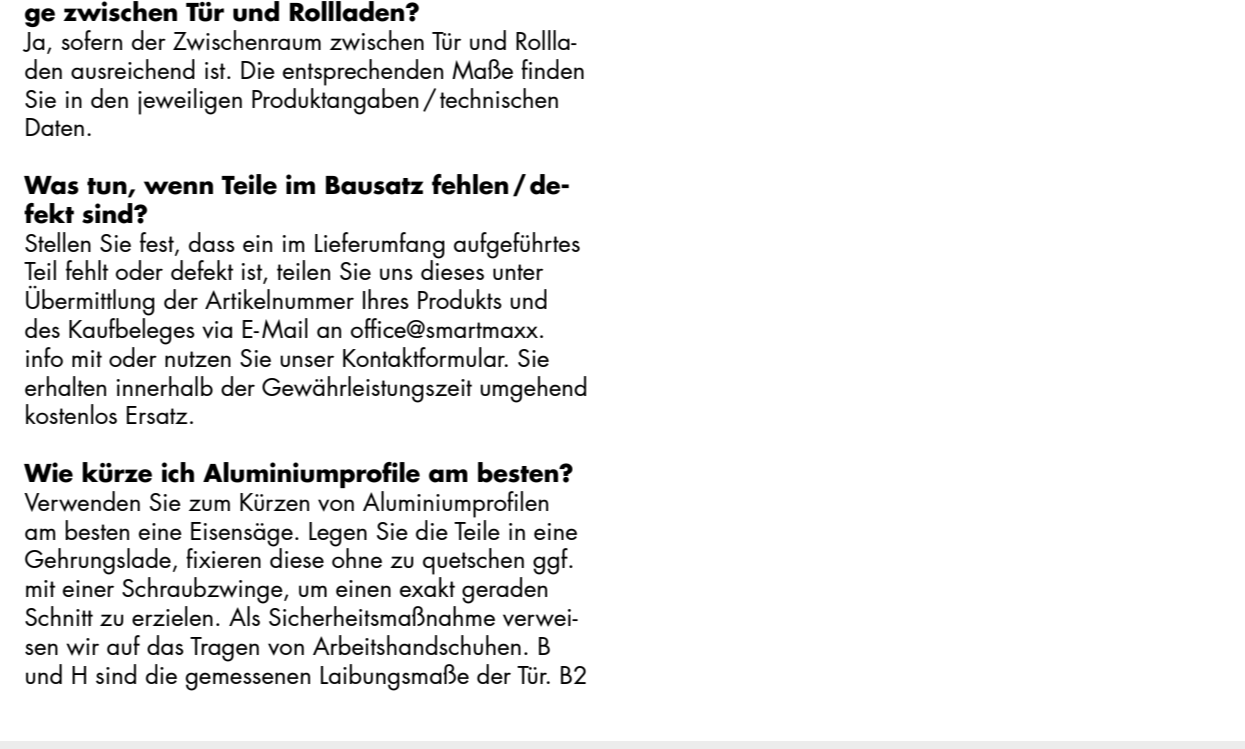 ge zwischen Tür und Rollladen?
Ja, sofern der Zwischenraum zwischen Tür und Rollla-
den ausreichend ist. Die entsprechenden Maße finden
Sie in den jeweiligen Produktangaben / technischen
Daten.
Was tun, wenn Teile im Bausatz fehlen / de-
fekt sind?
Stellen Sie fest, dass ein im Lieferumfang aufgeführtes
Teil fehlt oder defekt ist, teilen Sie uns dieses unter
Übermittlung der Artikelnummer Ihres Produkts und
des Kaufbeleges via E-Mail an office@smartmaxx.
info mit oder nutzen Sie unser Kontaktformular. Sie
erhalten innerhalb der Gewährleistungszeit umgehend
kostenlos Ersatz.
Wie kürze ich Aluminiumprofile am besten?
Verwenden Sie zum Kürzen von Aluminiumprofilen
am besten eine Eisensäge. Legen Sie die Teile in eine
Gehrungslade, fixieren diese ohne zu quetschen ggf.
mit einer Schraubzwinge, um einen exakt geraden
Schnitt zu erzielen. Als Sicherheitsmaßnahme verwei-
sen wir auf das Tragen von Arbeitshandschuhen. B
und H sind die gemessenen Laibungsmaße der Tür. B2